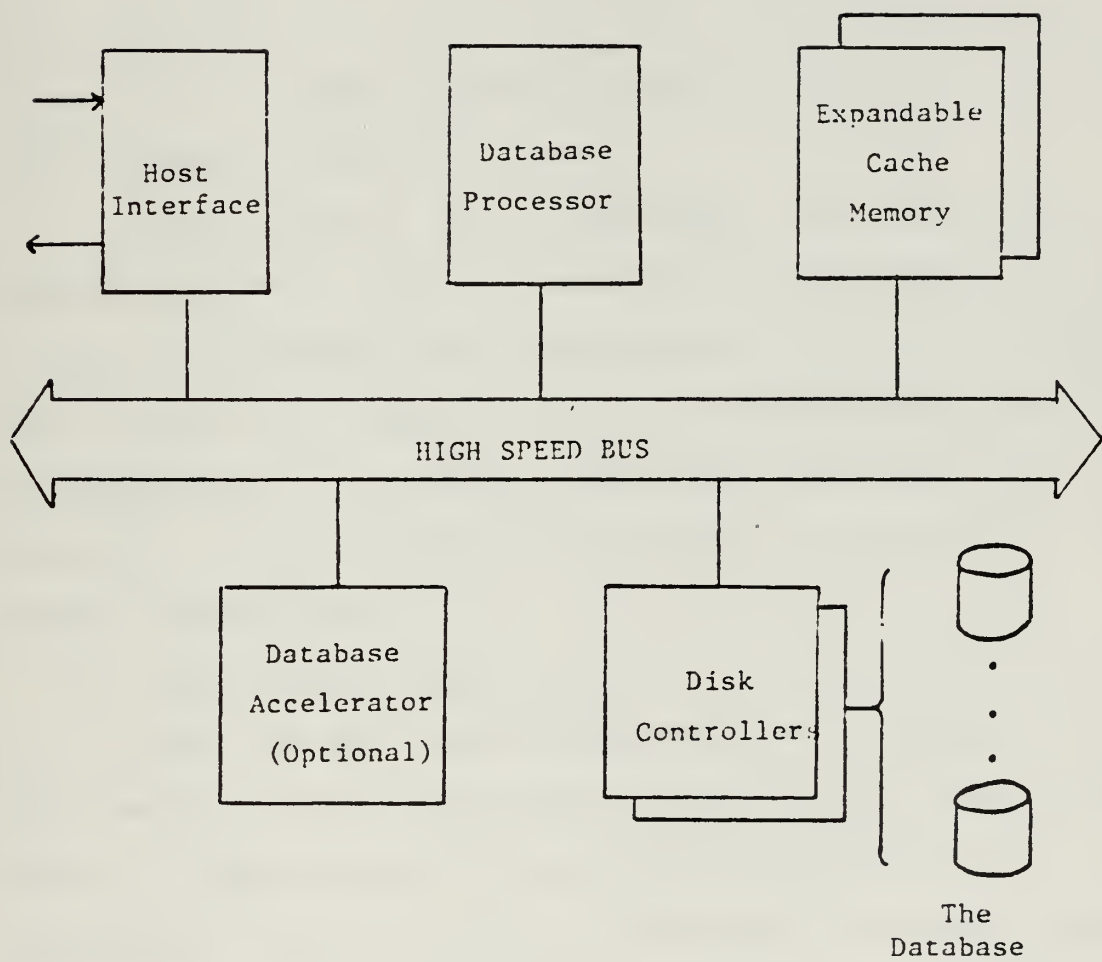 Host
Interface
Database
Processor
Expandable
Cache
Memory
HIGH SPEED BUS
Database
Accelerator
(Optional)
Disk
Controllers
The
Database